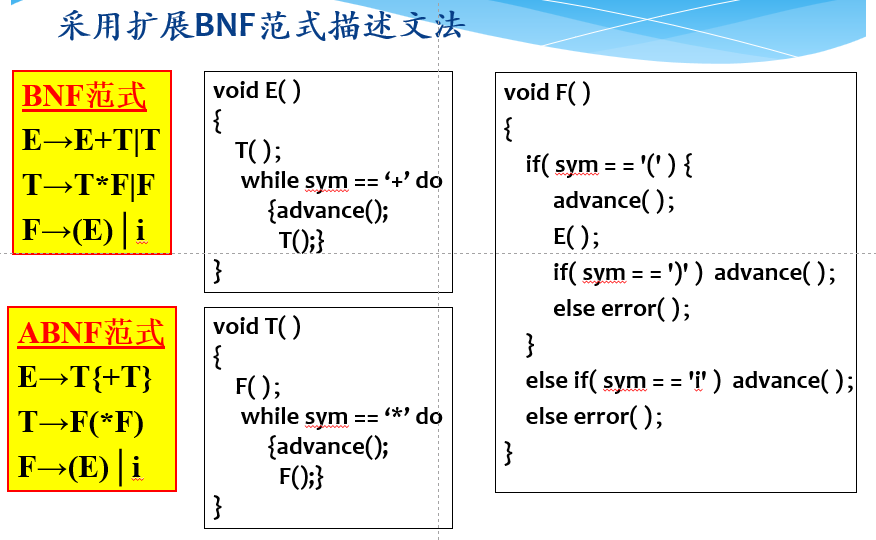 采用扩展BNF范式描述文法
BNF范式
E→E+T|T
T→T*F|F
F→(E)│i
ABNF范式
E→T{+T}
T→F(*F)
F→(E)│i
void E( )
{
T( );
while sym == ‘+’ do
{advance();
T();}
}
void T( )
{
F( );
while sym == ‘*’ do
{advance();
F();}
}
void F( )
{
if( sym = = '(' ) {
advance( );
E( );
if( sym = = ')' ) advance( );
else error( );
}
else if( sym = = 'i' ) advance( );
else error( );
}